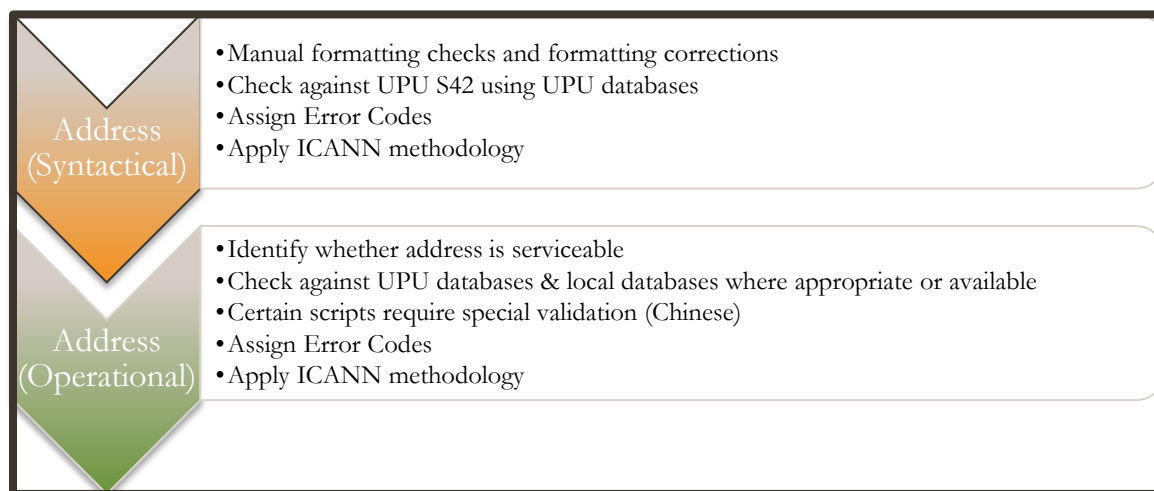 Address
(Syntactical)
•Manual formatting checks and formatting corrections
•Check against UPU S42 using UPU databases
•Assign Error Codes
•Apply ICANN methodology
Address
(Operational)
•Identify whether address is serviceable
•Check against UPU databases & local databases where appropriate or available
•Certain scripts require special validation (Chinese)
•Assign Error Codes
•Apply ICANN methodology